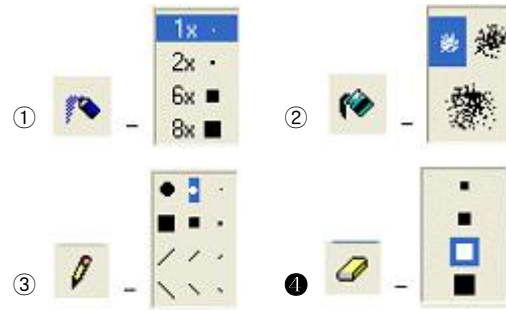 1x
2x
6x
① – 8x
② –
③ –
❹ –